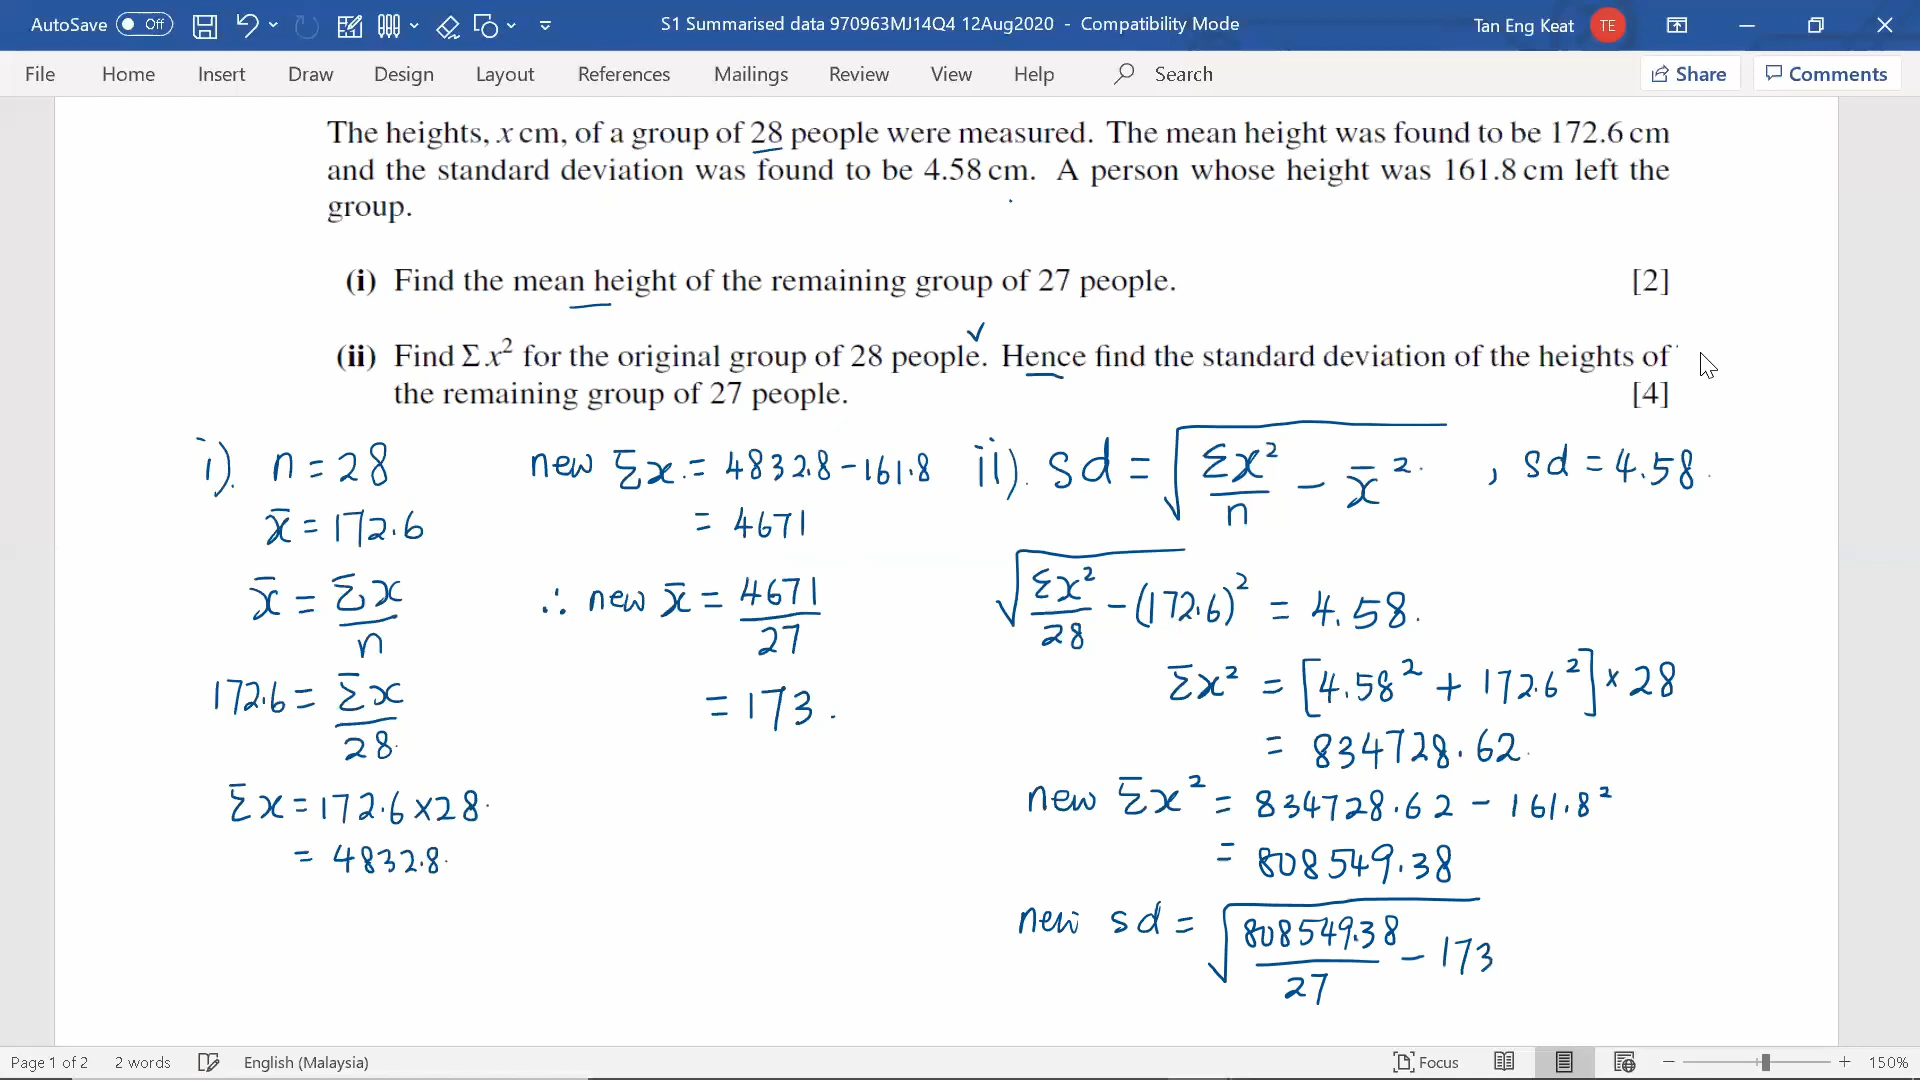 AutoSave Off S1 Summarised data 970963MJ14Q4 12Aug2020 - Compatibility Mode Tan Eng Keat TE
File Home Insert Draw Design Layout References Mailings Review View Help Search Share Comments
The heights, x cm, of a group of 28 people were measured. The mean height was found to be 172.6 cm
and the standard deviation was found to be 4.58 cm. A person whose height was 161.8 cm left the
group.
(i) Find the mean height of the remaining group of 27 people. [2]
(ii) Find Σx² for the original group of 28 people. Hence find the standard deviation of the heights of
the remaining group of 27 people. [4]
i). n = 28
x̄ = 172.6
x̄ = Σx/n
172.6 = Σx/28
Σx = 172.6 × 28
= 4832.8
new Σx = 4832.8 - 161.8
= 4671
∴ new x̄ = 4671/27
= 173.
ii). sd = √(Σx²/n - x̄²), sd = 4.58.
√(Σx²/28 - (172.6)²) = 4.58.
Σx² = [4.58² + 172.6²] × 28
= 834728.62
new Σx² = 834728.62 - 161.8²
= 808549.38
new sd = √(808549.38/27 - 173
Page 1 of 2 2 words English (Malaysia) Focus 150%